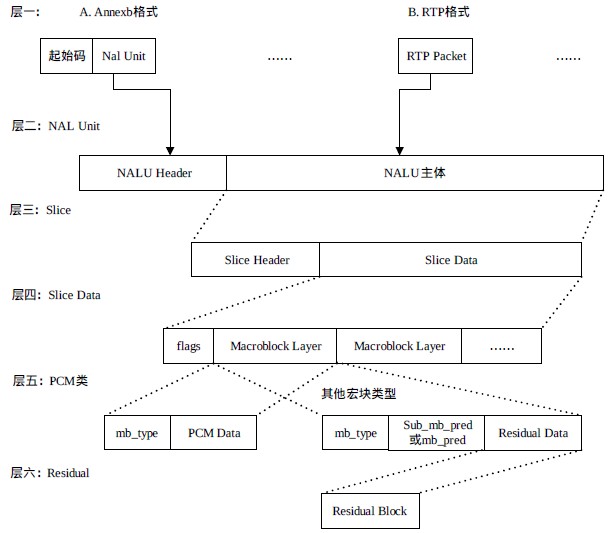 层一： A. Annexb格式 B. RTP格式
起始码 Nal Unit …… RTP Packet ……
层二：NAL Unit
NALU Header NALU主体
层三：Slice
Slice Header Slice Data
层四：Slice Data
flags Macroblock Layer Macroblock Layer ……
层五：PCM类
其他宏块类型
mb_type PCM Data mb_type Sub_mb_pred Residual Data
或mb_pred
层六：Residual
Residual Block